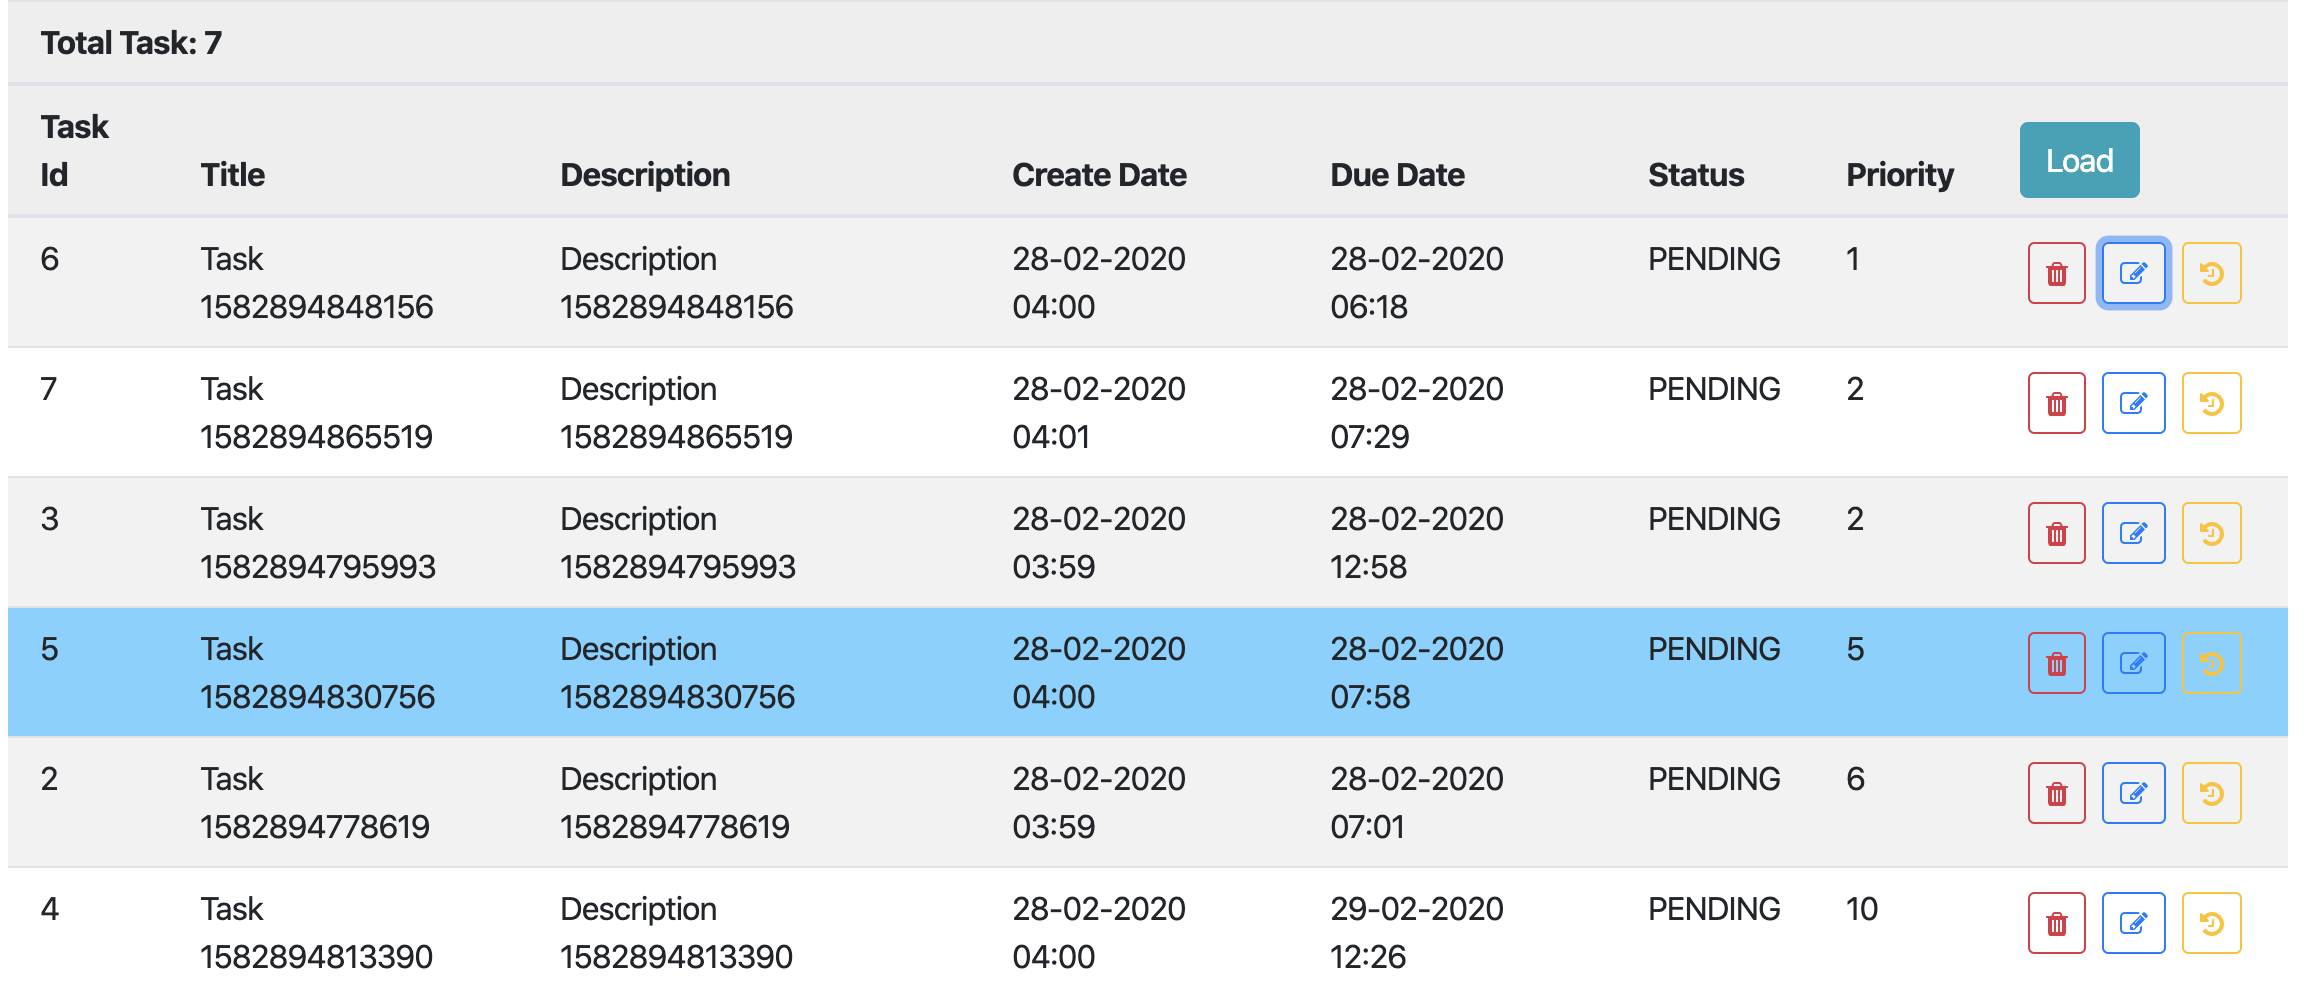 Total Task: 7
Task Id Title Description Create Date Due Date Status Priority Load
6 Task 1582894848156 Description 1582894848156 28-02-2020 04:00 28-02-2020 06:18 PENDING 1
7 Task 1582894865519 Description 1582894865519 28-02-2020 04:01 28-02-2020 07:29 PENDING 2
3 Task 1582894795993 Description 1582894795993 28-02-2020 03:59 28-02-2020 12:58 PENDING 2
5 Task 1582894830756 Description 1582894830756 28-02-2020 04:00 28-02-2020 07:58 PENDING 5
2 Task 1582894778619 Description 1582894778619 28-02-2020 03:59 28-02-2020 07:01 PENDING 6
4 Task 1582894813390 Description 1582894813390 28-02-2020 04:00 29-02-2020 12:26 PENDING 10